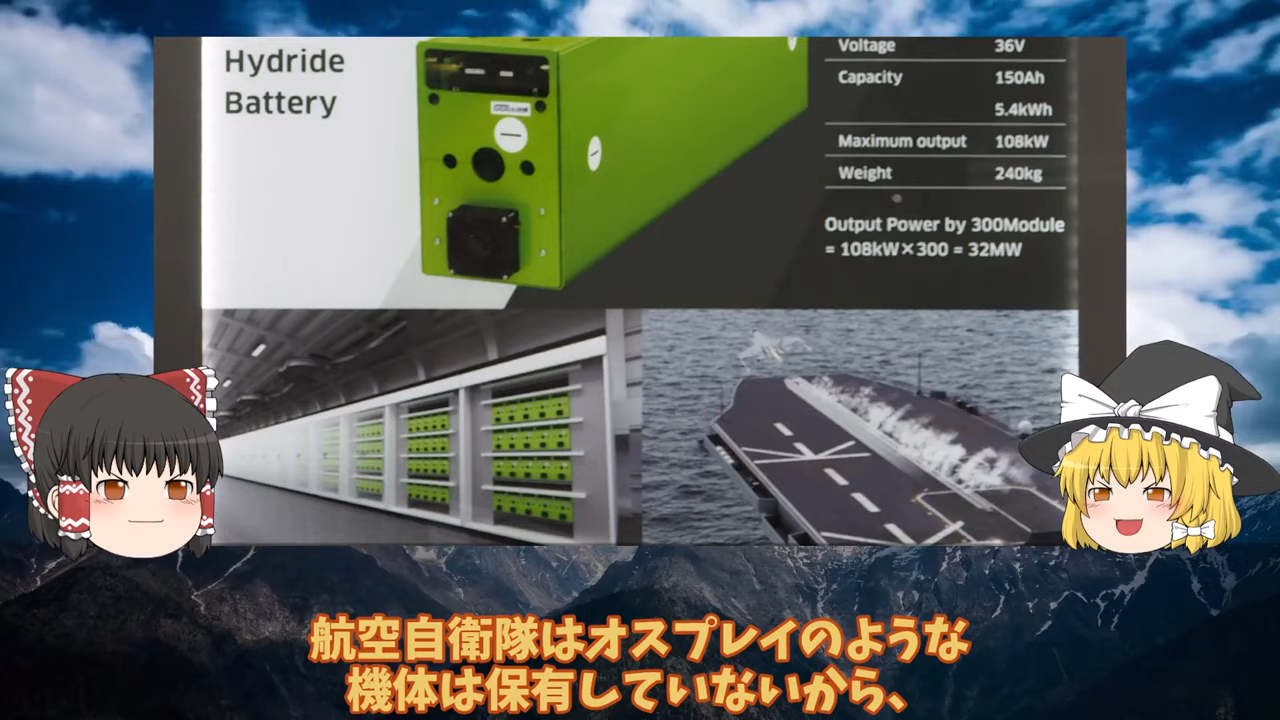 Hydride
Battery
Voltage 36V
Capacity 150Ah
5.4kWh
Maximum output 108kW
Weight 240kg
Output Power by 300Module
= 108kW×300 = 32MW
航空自衛隊はオスプレイのような
機体は保有していないから、